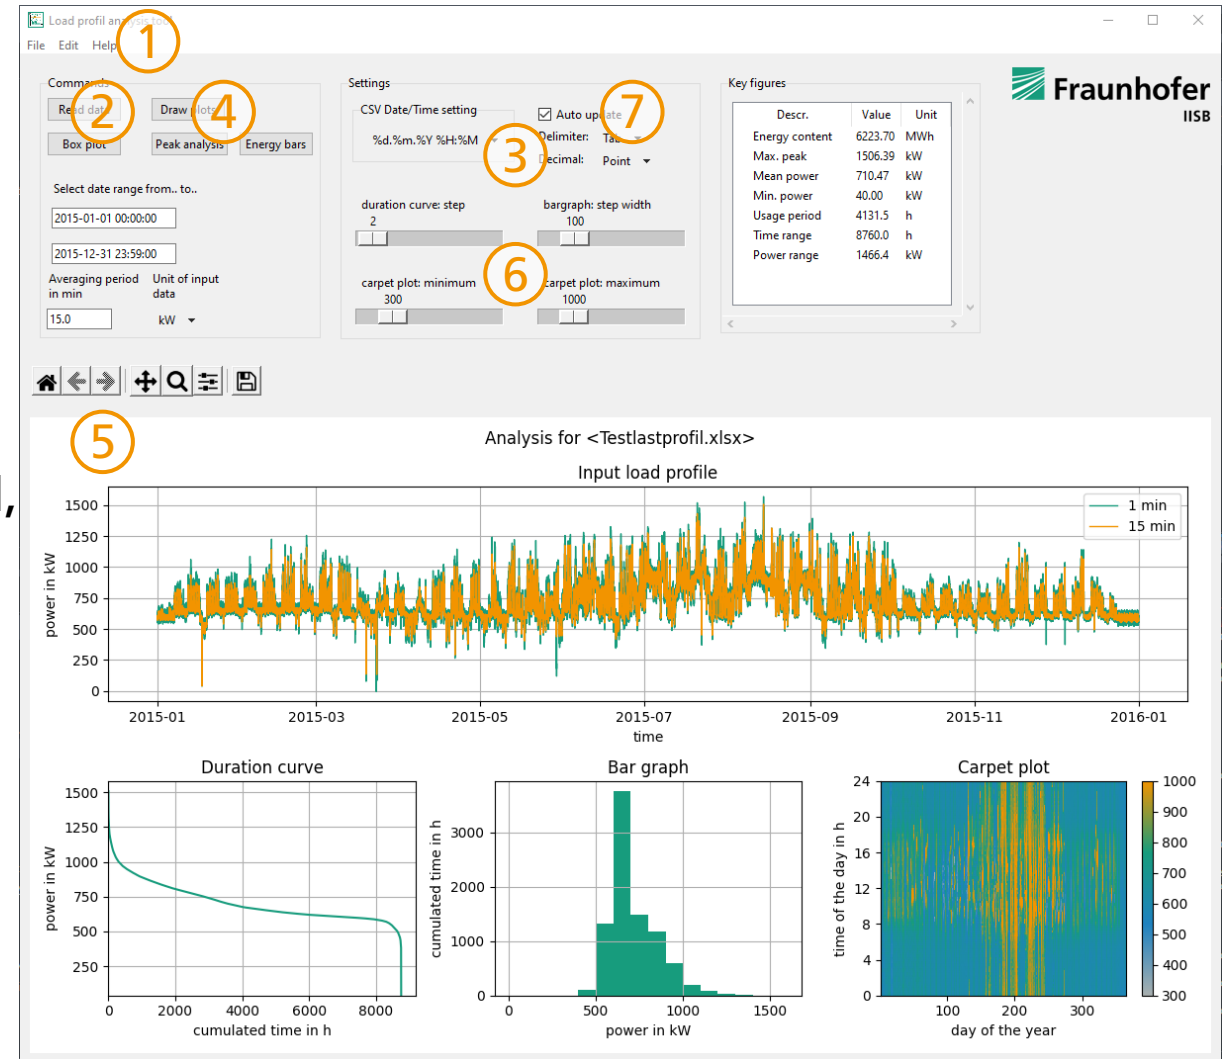 Load profil analysis tool
File Edit Help
1
Commands
Read data
2
Draw plots
4
Box plot
Peak analysis
Energy bars
Select date range from.. to..
2015-01-01 00:00:00
2015-12-31 23:59:00
Averaging period in min
Unit of input data
15.0
kW
Settings
CSV Date/Time setting
%d.%m.%Y %H:%M
3
Auto update
7
Delimiter: Tab
Decimal: Point
duration curve: step
2
bargraph: step width
100
6
carpet plot: minimum
300
carpet plot: maximum
1000
Key figures
Descr. Value Unit
Energy content 6223.70 MWh
Max. peak 1506.39 kW
Mean power 710.47 kW
Min. power 40.00 kW
Usage period 4131.5 h
Time range 8760.0 h
Power range 1466.4 kW
Fraunhofer
IISB
5
Analysis for <Testlastprofil.xlsx>
Input load profile
1 min
15 min
power in kW
1500
1250
1000
750
500
250
0
2015-01 2015-03 2015-05 2015-07 2015-09 2015-11 2016-01
time
Duration curve
power in kW
1500
1250
1000
750
500
250
0 2000 4000 6000 8000
cumulated time in h
Bar graph
cumulated time in h
3000
2000
1000
0
0 500 1000 1500
power in kW
Carpet plot
time of the day in h
24
20
16
12
8
4
0
100 200 300
day of the year
1000
900
800
700
600
500
400
300